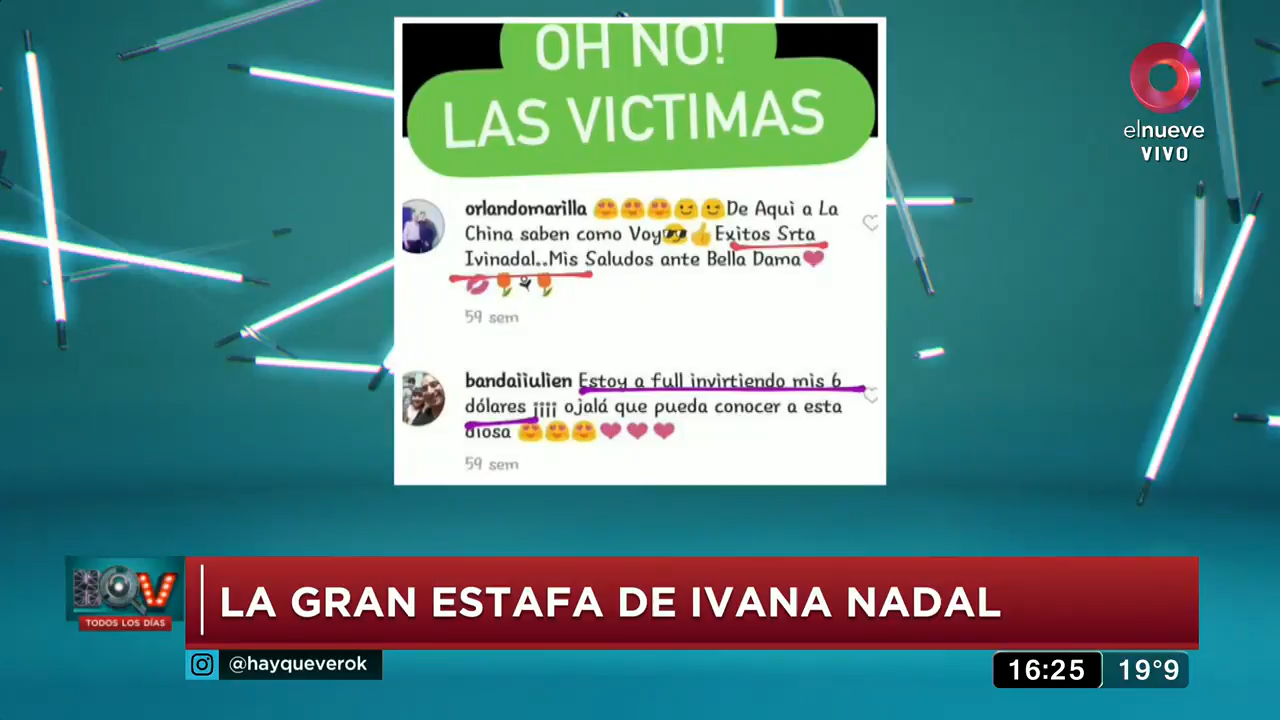 OH NO!
LAS VICTIMAS
orlandomarilla 😍😍😍😉😉De Aquì a La
China saben como Voy😎👍Exitos Srta
Ivinadal..Mis Saludos ante Bella Dama❤
💋🌷🤾🌷
59 sem
bandaiiulien Estoy a full invirtiendo mis 6
dólares ¡¡¡¡ ojalá que pueda conocer a esta
diosa 😍😍😍❤❤❤
59 sem
elnueve
VIVO
HQV
TODOS LOS DÍAS
LA GRAN ESTAFA DE IVANA NADAL
@hayqueverok
16:25 19°9